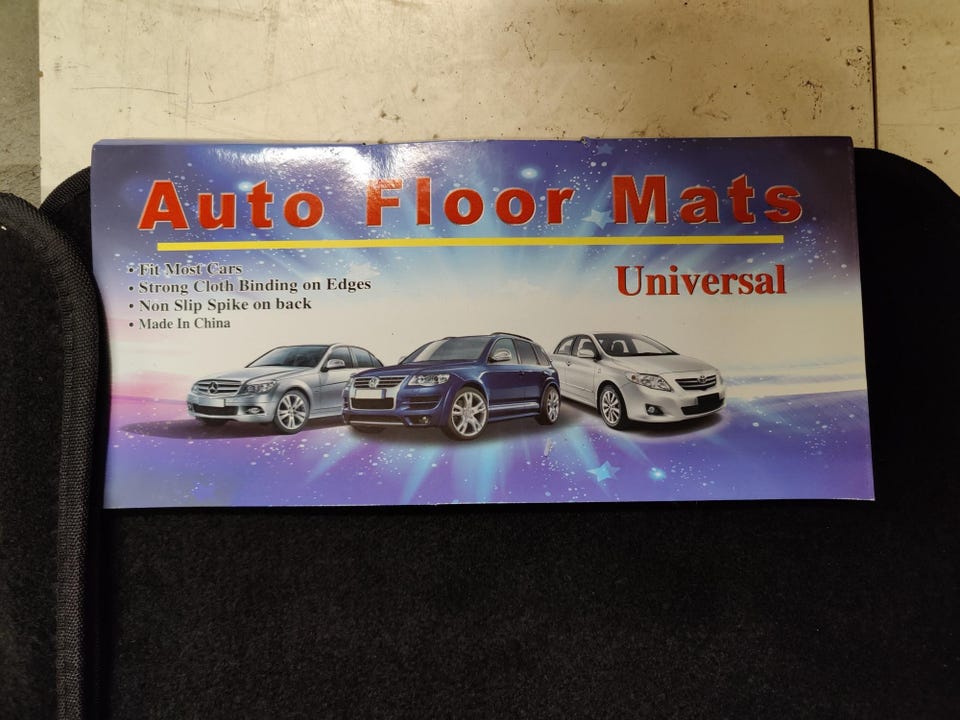 Auto Floor Mats
• Fit Most Cars
• Strong Cloth Binding on Edges
• Non Slip Spike on back
• Made In China
Universal